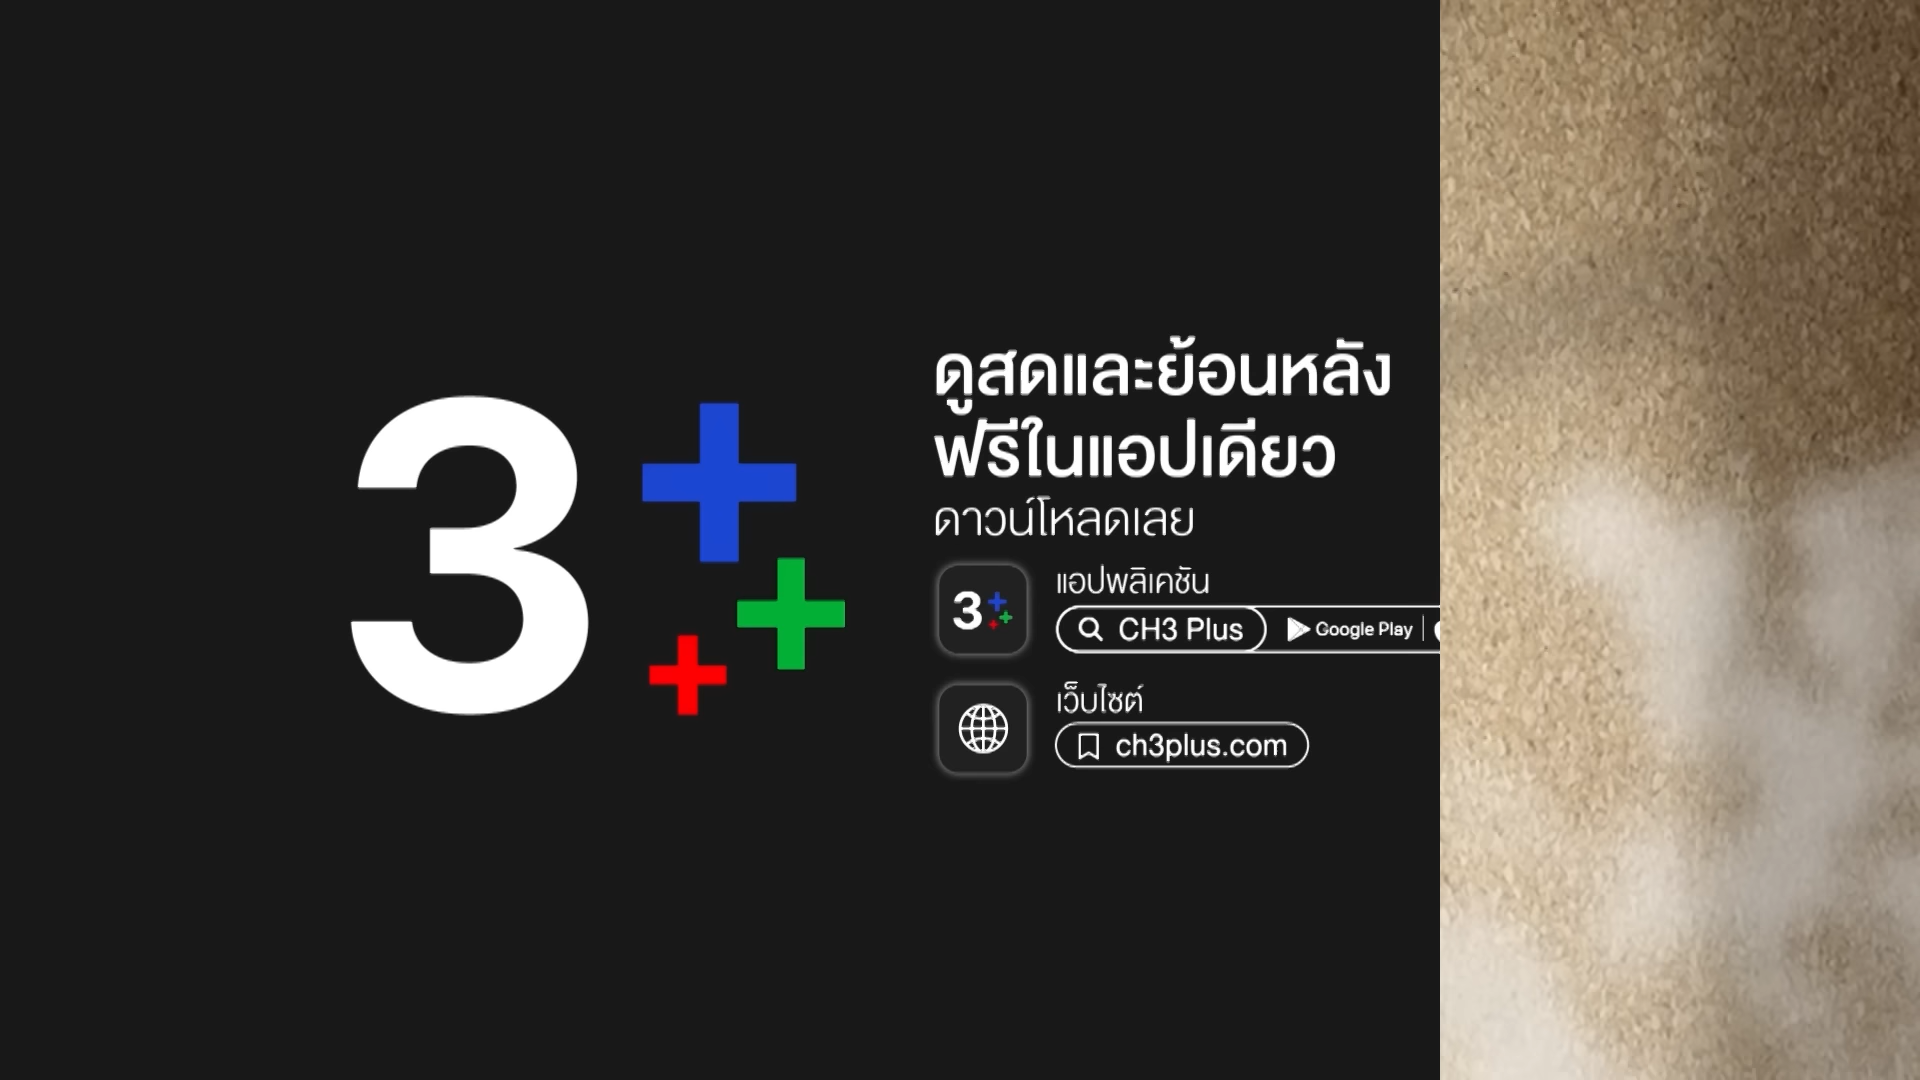 3
ดูสดและย้อนหลัง
ฟรีในแอปเดียว
ดาวน์โหลดเลย
3
แอปพลิเคชัน
CH3 Plus
Google Play
เว็บไซต์
ch3plus.com